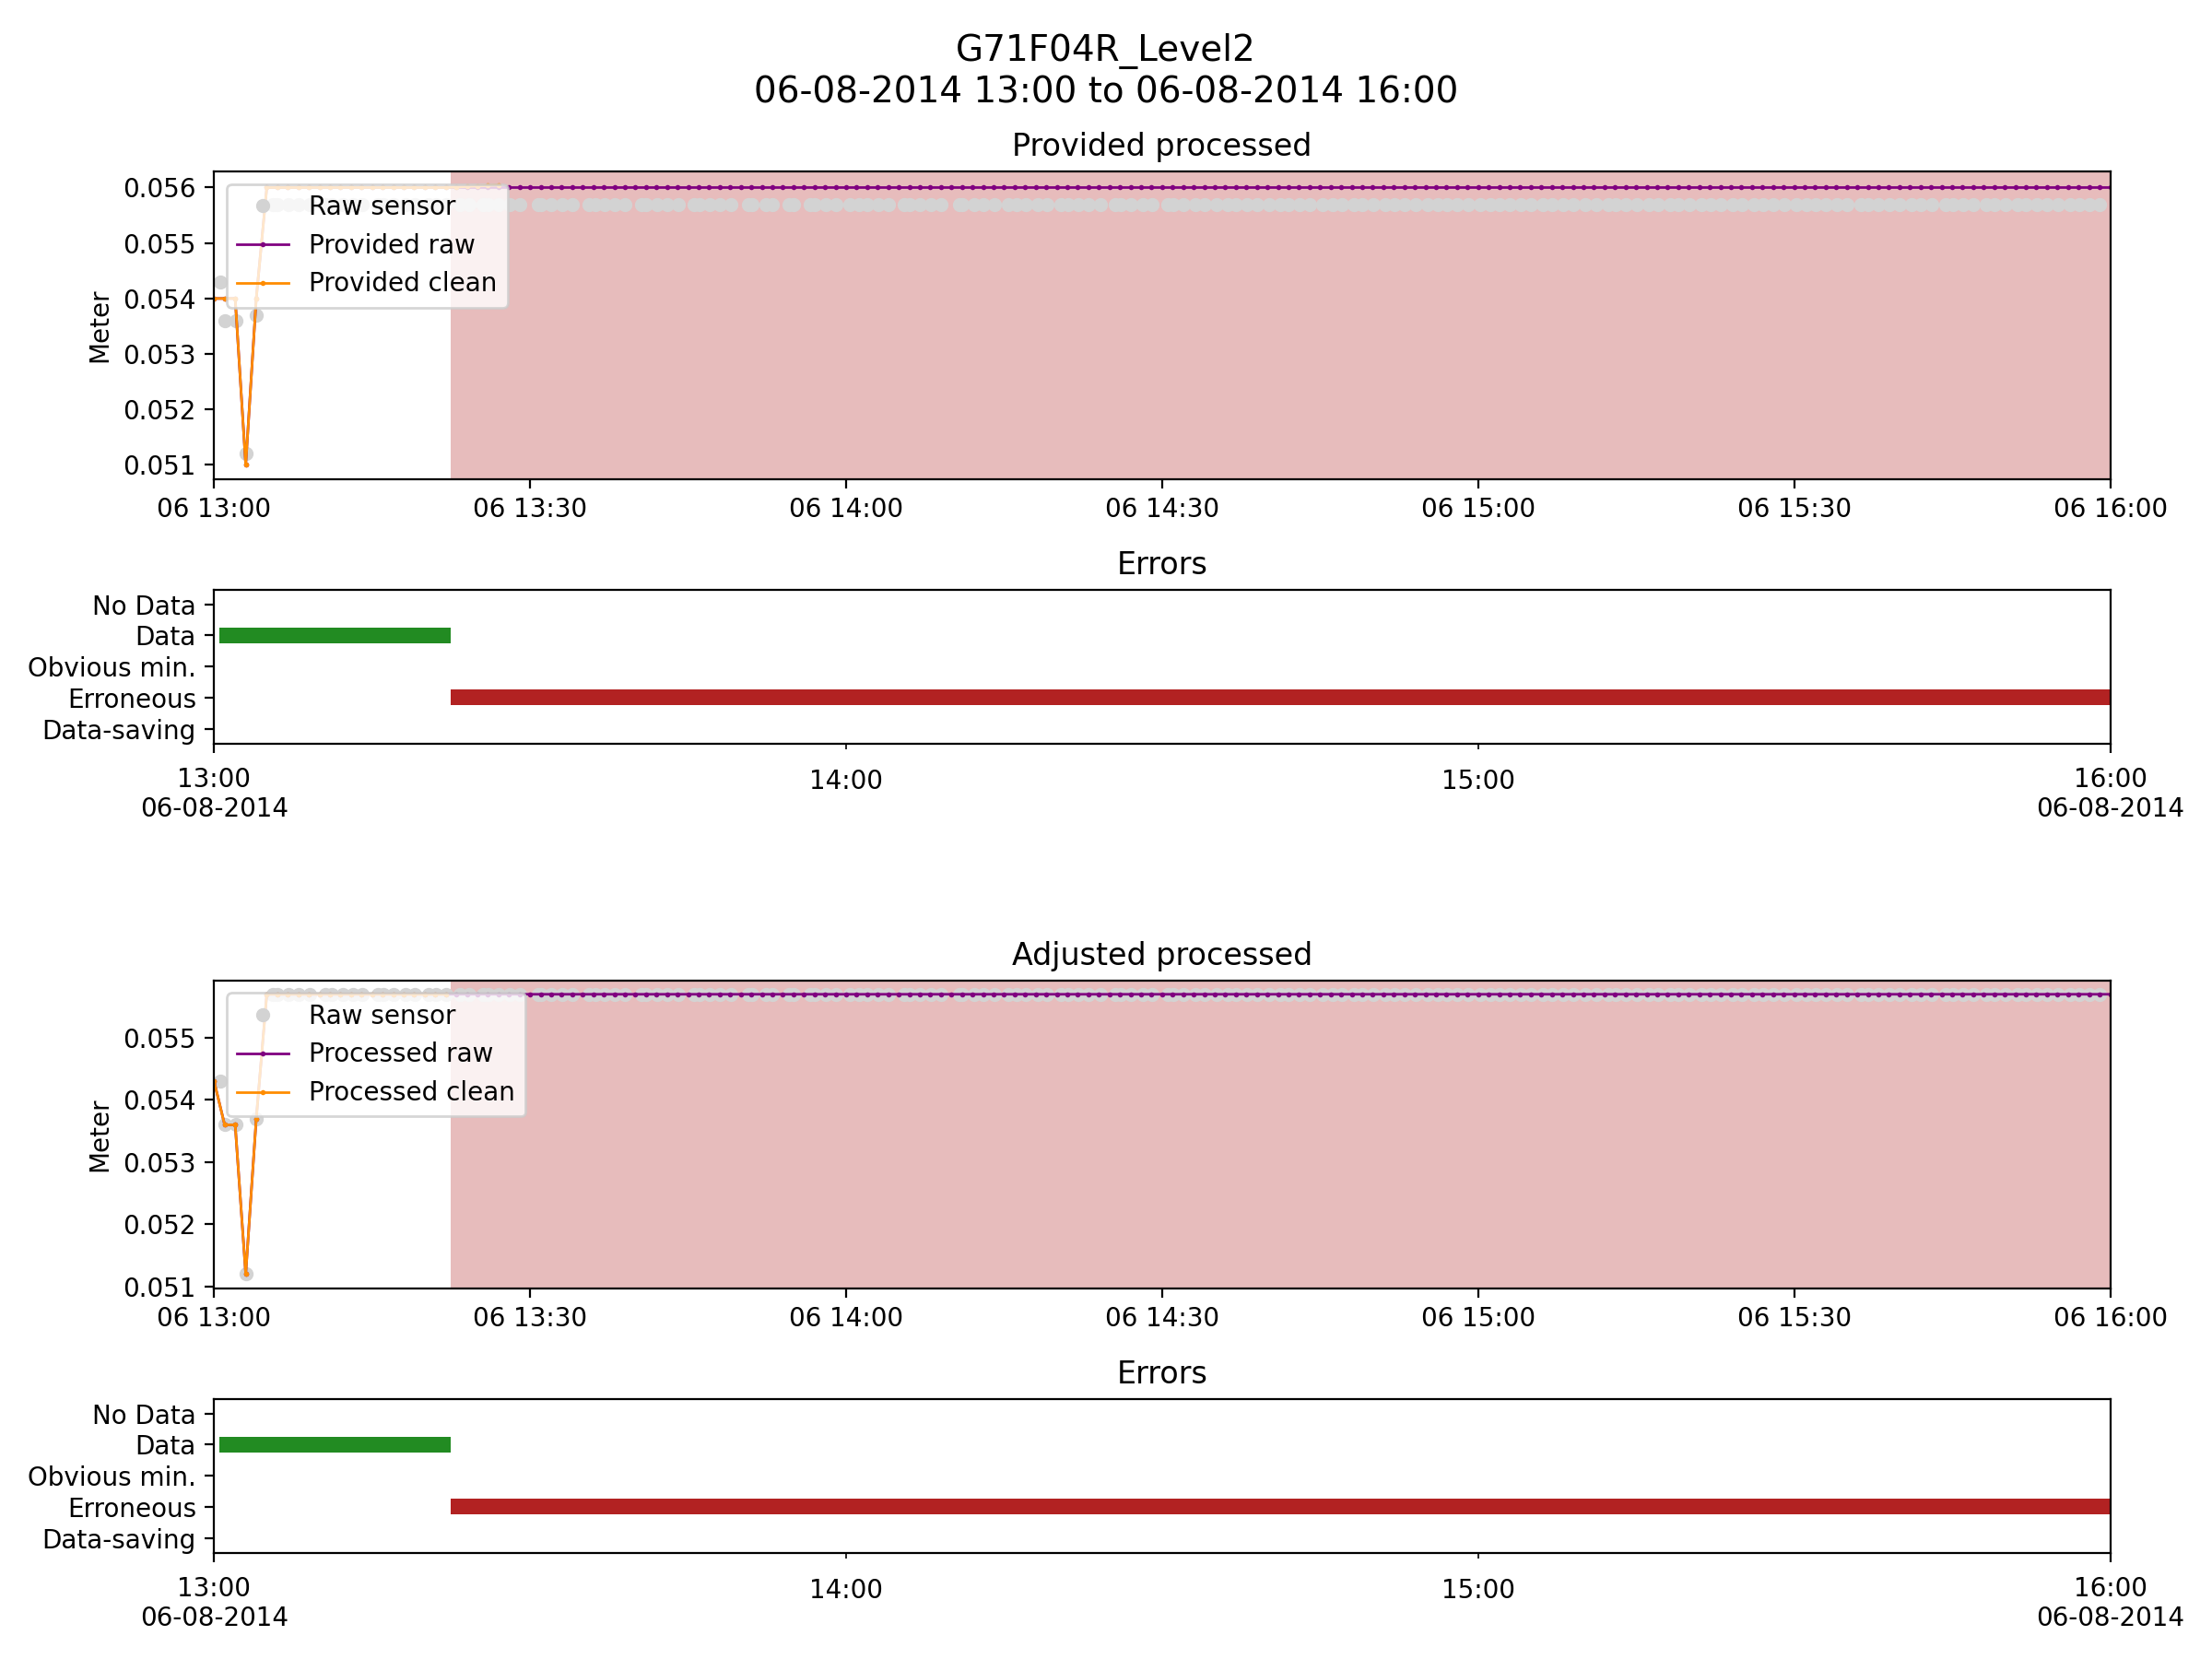 G71F04R_Level2
06-08-2014 13:00 to 06-08-2014 16:00
Provided processed
0.056
0.055
0.054
0.053
0.052
0.051
Meter
Raw sensor
Provided raw
Provided clean
06 13:00 06 13:30 06 14:00 06 14:30 06 15:00 06 15:30 06 16:00
Errors
No Data
Data
Obvious min.
Erroneous
Data-saving
13:00 14:00 15:00 16:00
06-08-2014 06-08-2014
Adjusted processed
0.055
0.054
0.053
0.052
0.051
Meter
Raw sensor
Processed raw
Processed clean
06 13:00 06 13:30 06 14:00 06 14:30 06 15:00 06 15:30 06 16:00
Errors
No Data
Data
Obvious min.
Erroneous
Data-saving
13:00 14:00 15:00 16:00
06-08-2014 06-08-2014